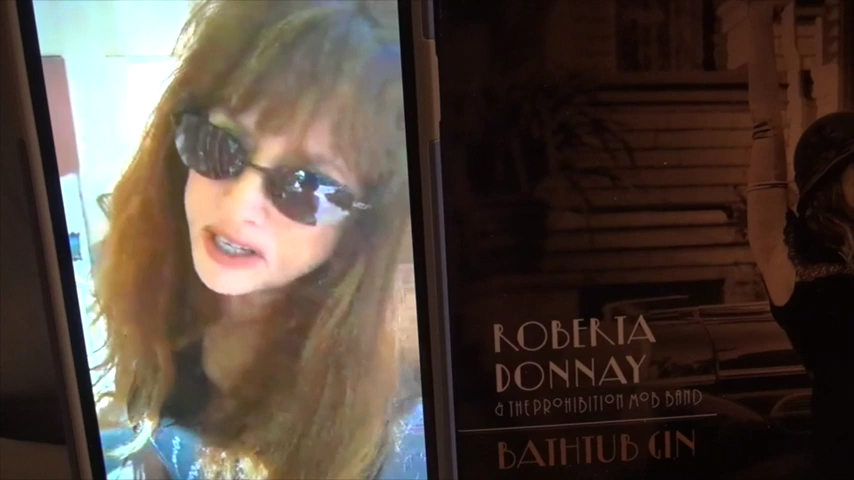 ROBERTA
DONNAY
& THE PROHIBITION MOB BAND
BATHTUB GIN